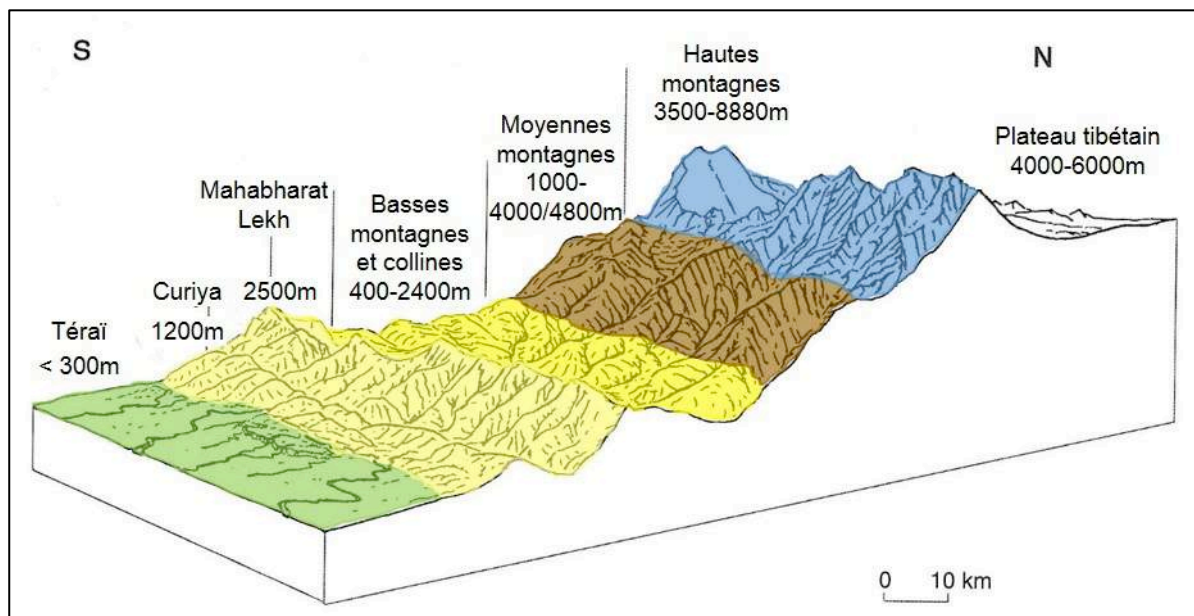 S
N
Hautes
montagnes
3500-8880m
Plateau tibétain
4000-6000m
Moyennes
montagnes
1000-
4000/4800m
Mahabharat
Lekh
2500m
Basses
montagnes
et collines
400-2400m
Curiya
1200m
Téraï
< 300m
0 10 km